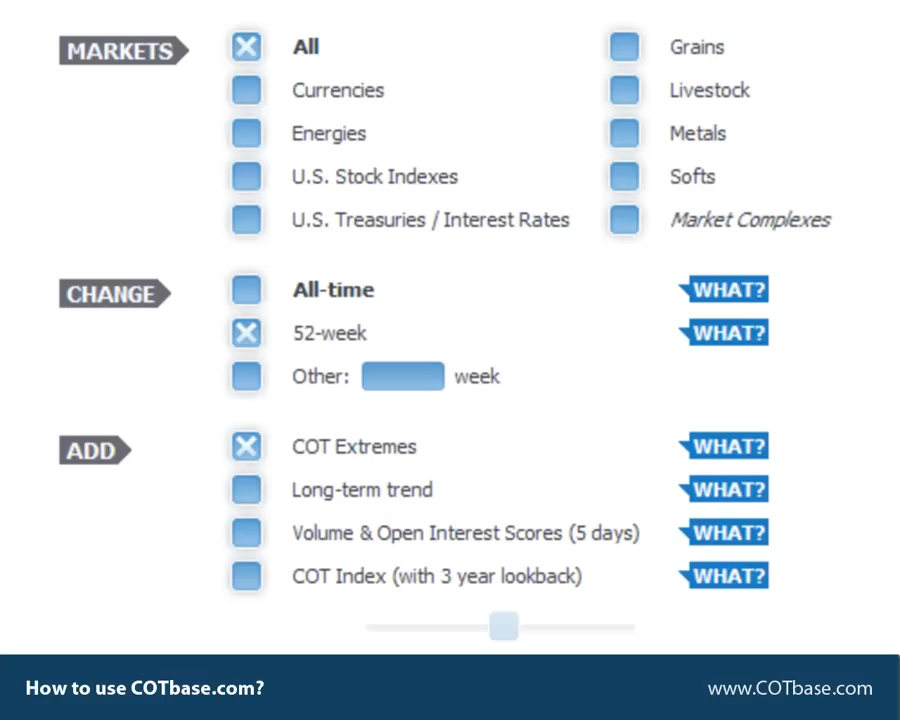 MARKETS
All
Currencies
Energies
U.S. Stock Indexes
U.S. Treasuries / Interest Rates
Grains
Livestock
Metals
Softs
Market Complexes
CHANGE
All-time WHAT?
52-week WHAT?
Other: week
ADD
COT Extremes WHAT?
Long-term trend WHAT?
Volume & Open Interest Scores (5 days) WHAT?
COT Index (with 3 year lookback) WHAT?
How to use COTbase.com? www.COTbase.com